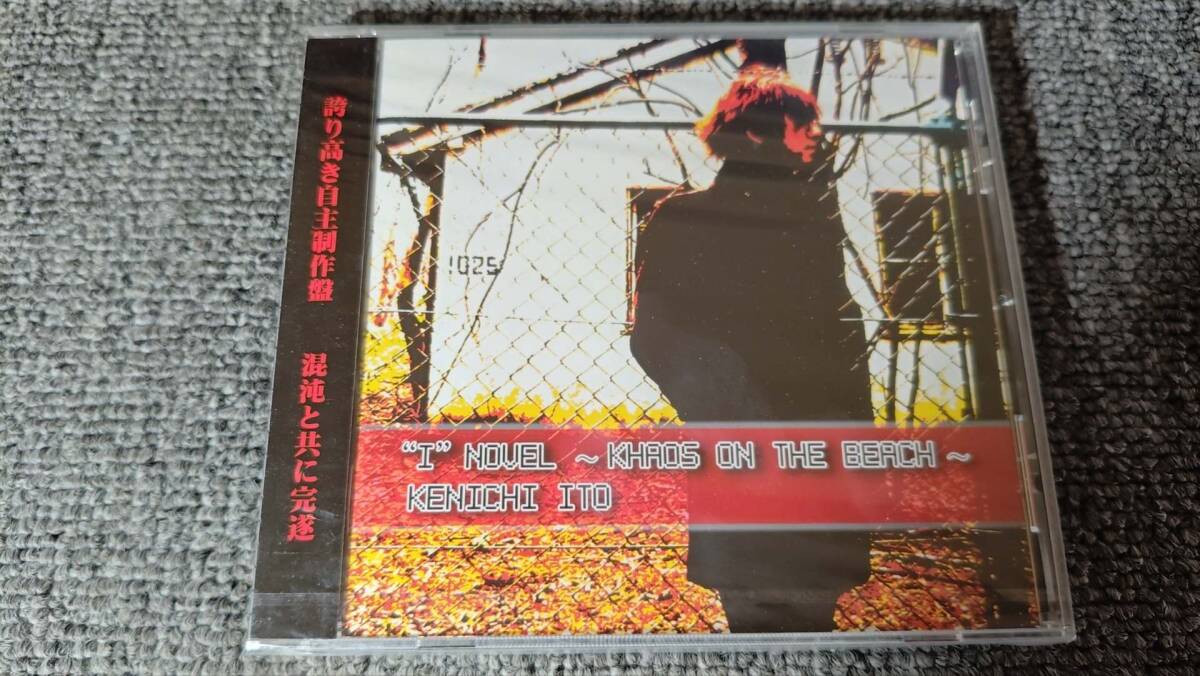 誇り高き自主制作盤 混沌と共に完遂
1025
“I” NOVEL ~KHAOS ON THE BEACH~
KENICHI ITO